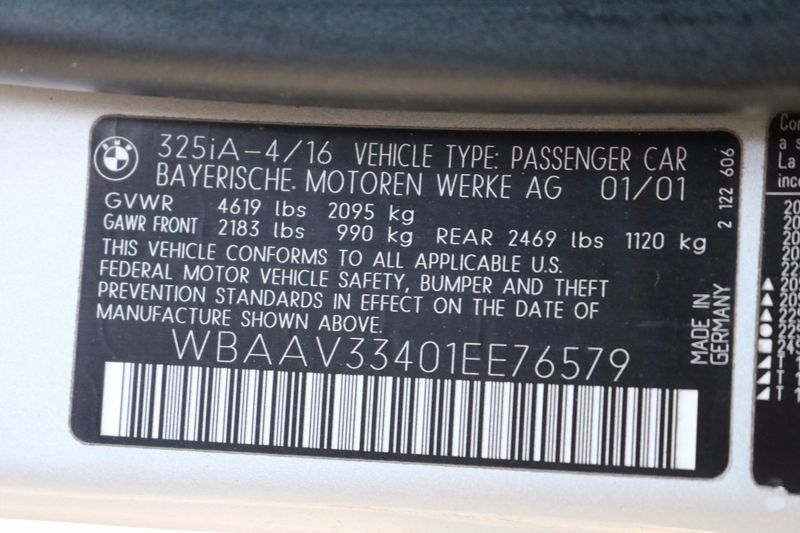 BMW
325iA-4/16 VEHICLE TYPE: PASSENGER CAR
BAYERISCHE MOTOREN WERKE AG 01/01
GVWR 4619 lbs 2095 kg
GAWR FRONT 2183 lbs 990 kg REAR 2469 lbs 1120 kg
THIS VEHICLE CONFORMS TO ALL APPLICABLE U.S.
FEDERAL MOTOR VEHICLE SAFETY, BUMPER AND THEFT
PREVENTION STANDARDS IN EFFECT ON THE DATE OF
MANUFACTURE SHOWN ABOVE.
WBAAV33401EE76579
2 122 606
MADE IN
GERMANY
La